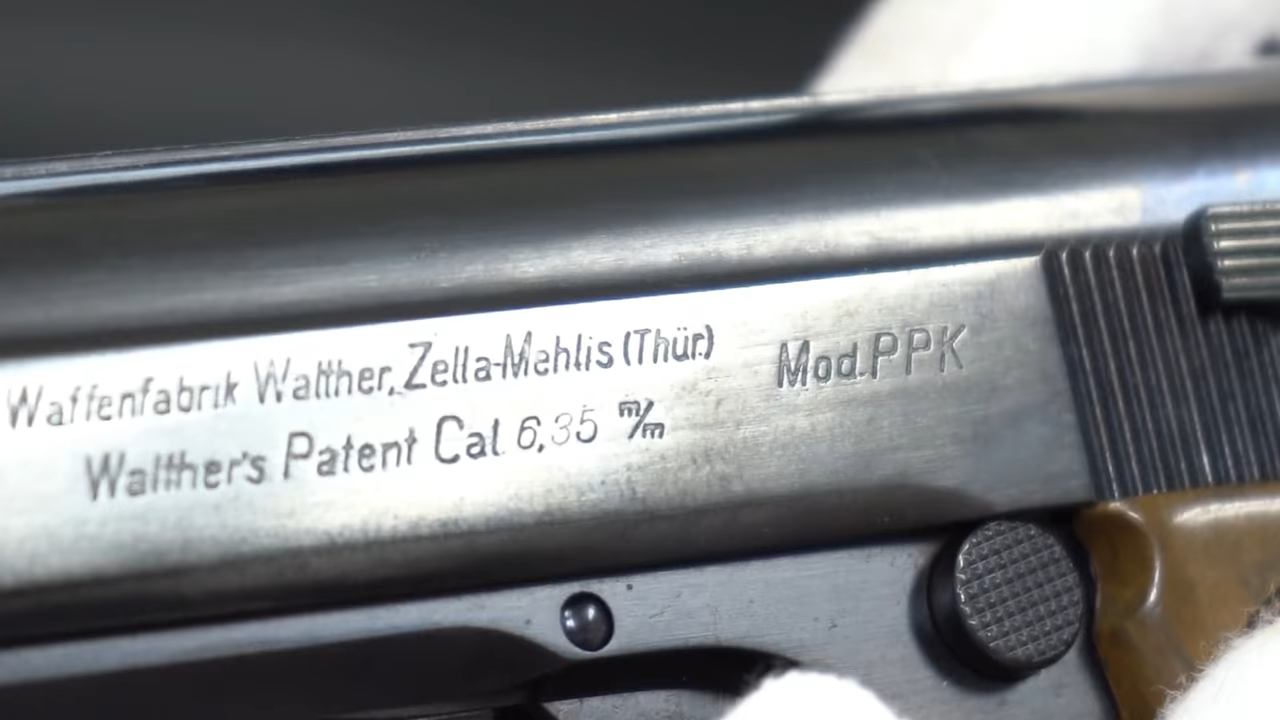 Waffenfabrik Walther, Zella-Mehlis (Thür.) Mod. PPK
Walther's Patent Cal. 6,35 m/m